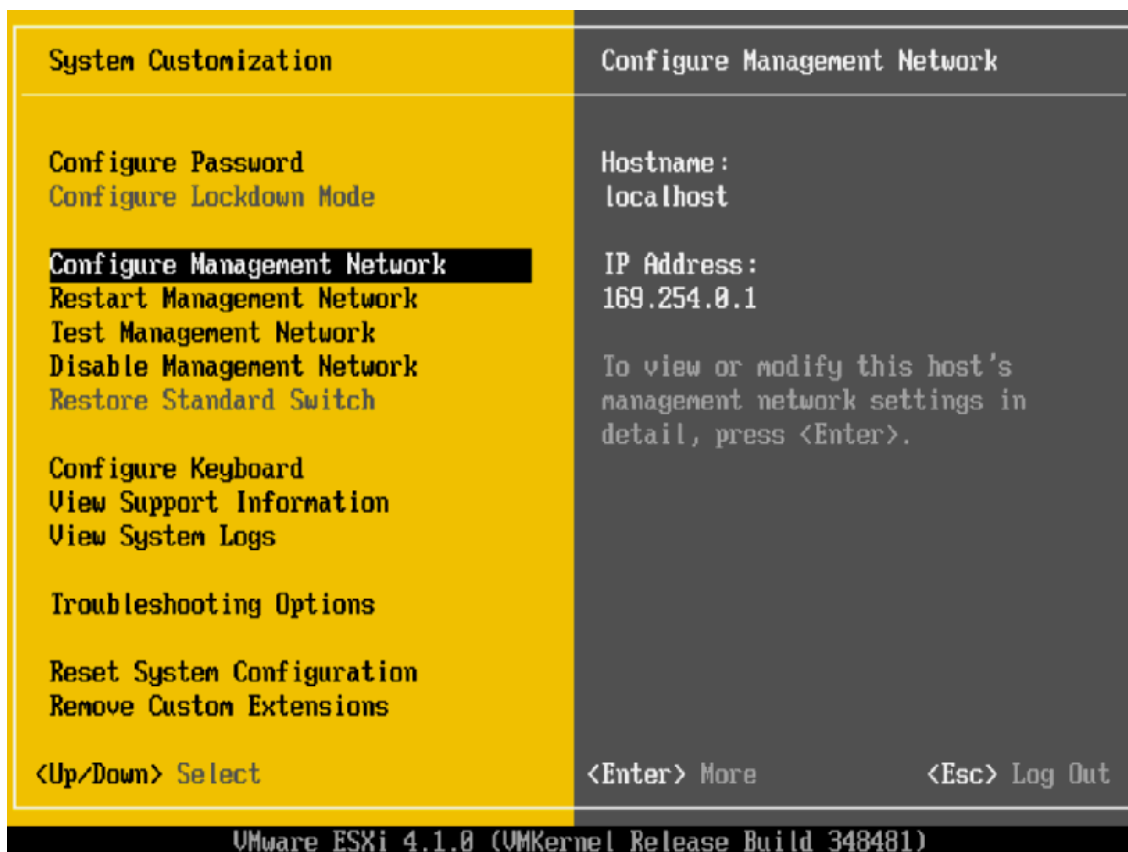 System Customization
Configure Password
Configure Lockdown Mode
Configure Management Network
Restart Management Network
Test Management Network
Disable Management Network
Restore Standard Switch
Configure Keyboard
View Support Information
View System Logs
Troubleshooting Options
Reset System Configuration
Remove Custom Extensions
<Up/Down> Select
Configure Management Network
Hostname:
localhost
IP Address:
169.254.0.1
To view or modify this host's
management network settings in
detail, press <Enter>.
<Enter> More
<Esc> Log Out
VMware ESXi 4.1.0 (VMKernel Release Build 348481)